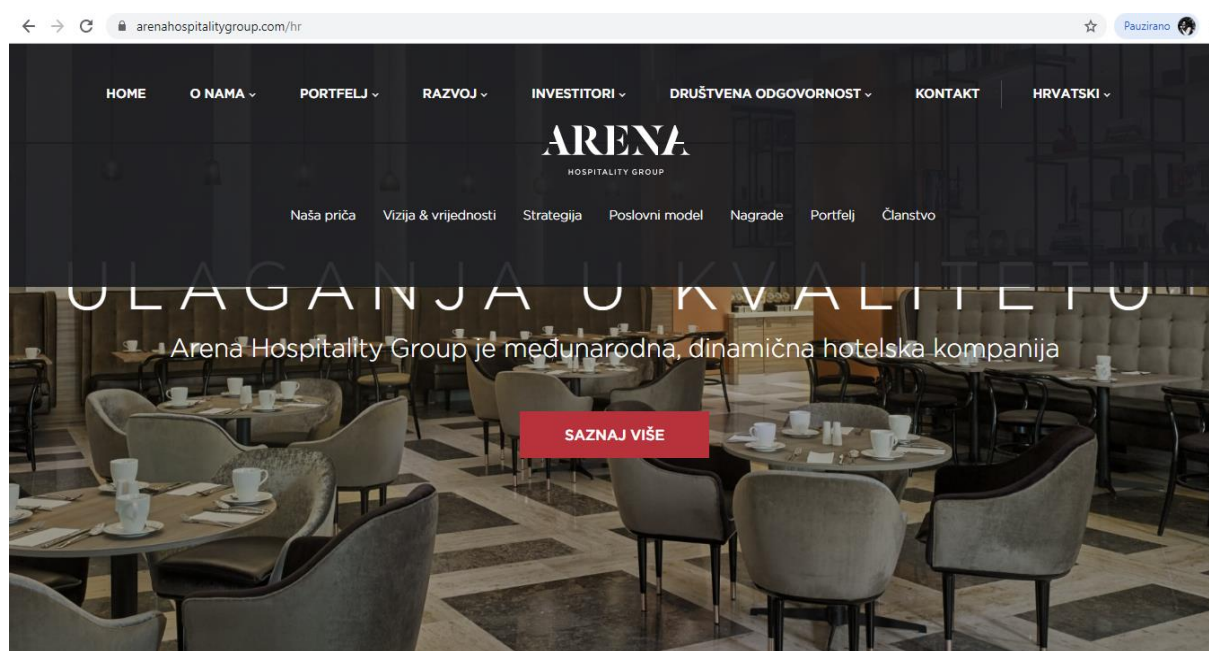 arenahospitalitygroup.com/hr
Pauzirano
HOME O NAMA PORTFELJ RAZVOJ INVESTITORI DRUŠTVENA ODGOVORNOST KONTAKT HRVATSKI
ARENA
HOSPITALITY GROUP
Naša priča Vizija & vrijednosti Strategija Poslovni model Nagrade Portfelj Članstvo
ULAGANJA U KVALITETU
Arena Hospitality Group je međunarodna, dinamična hotelska kompanija
SAZNAJ VIŠE